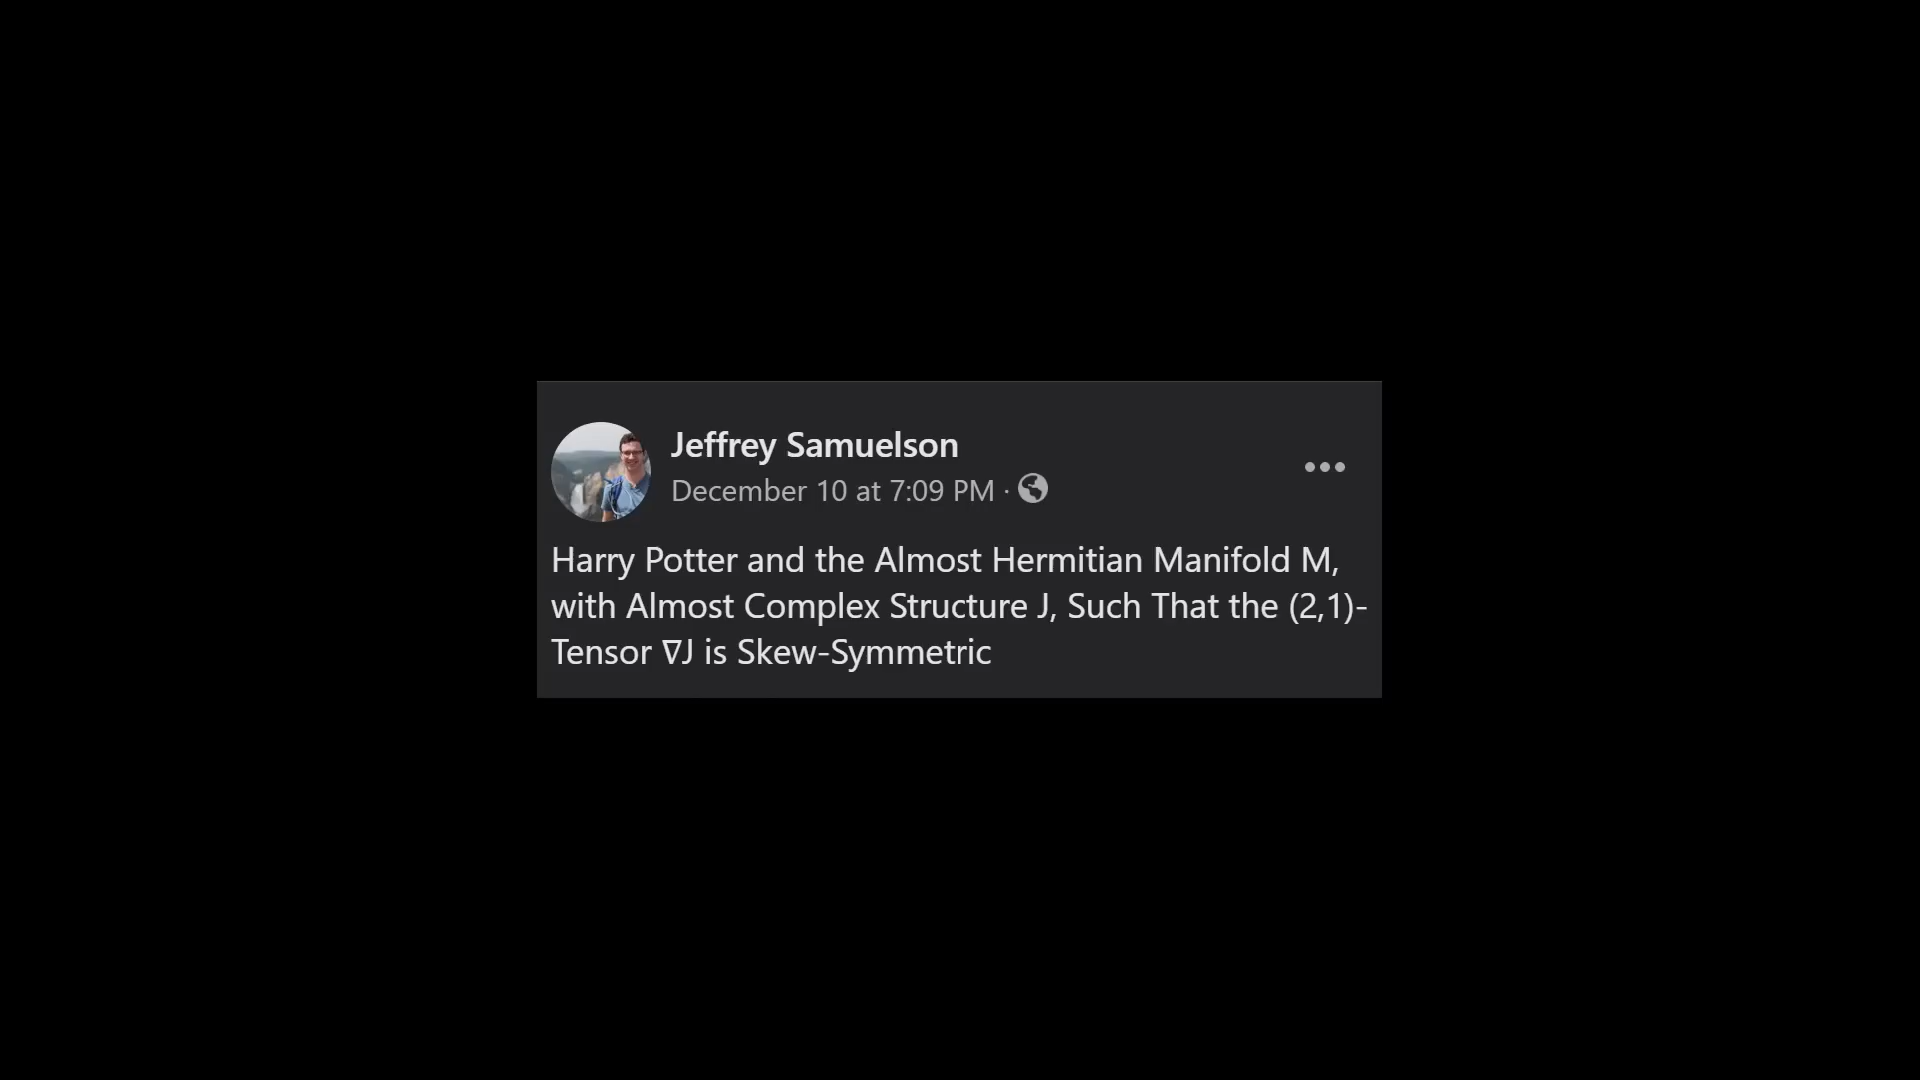 Jeffrey Samuelson
December 10 at 7:09 PM ·
Harry Potter and the Almost Hermitian Manifold M,
with Almost Complex Structure J, Such That the (2,1)-
Tensor ∇J is Skew-Symmetric